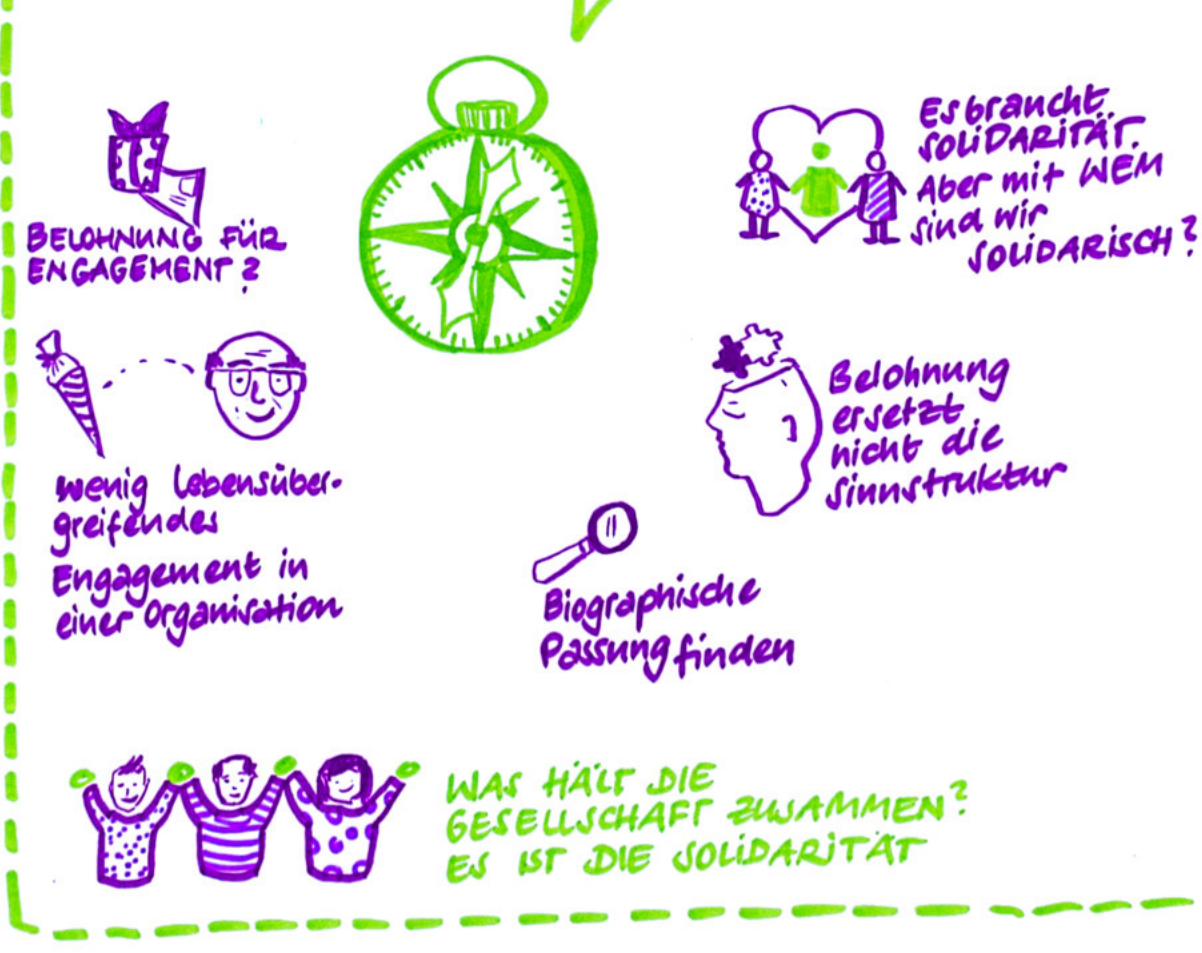 BELOHNUNG FÜR
ENGAGEMENT?
Es braucht
SOLIDARITÄT.
Aber mit WEM
sind wir
SOLIDARISCH?
wenig lebensüber-
greifendes
Engagement in
einer Organisation
Belohnung
ersetzt
nicht die
Sinnstruktur
Biographische
Passung finden
WAS HÄLT DIE
GESELLSCHAFT ZUSAMMEN?
ES IST DIE SOLIDARITÄT